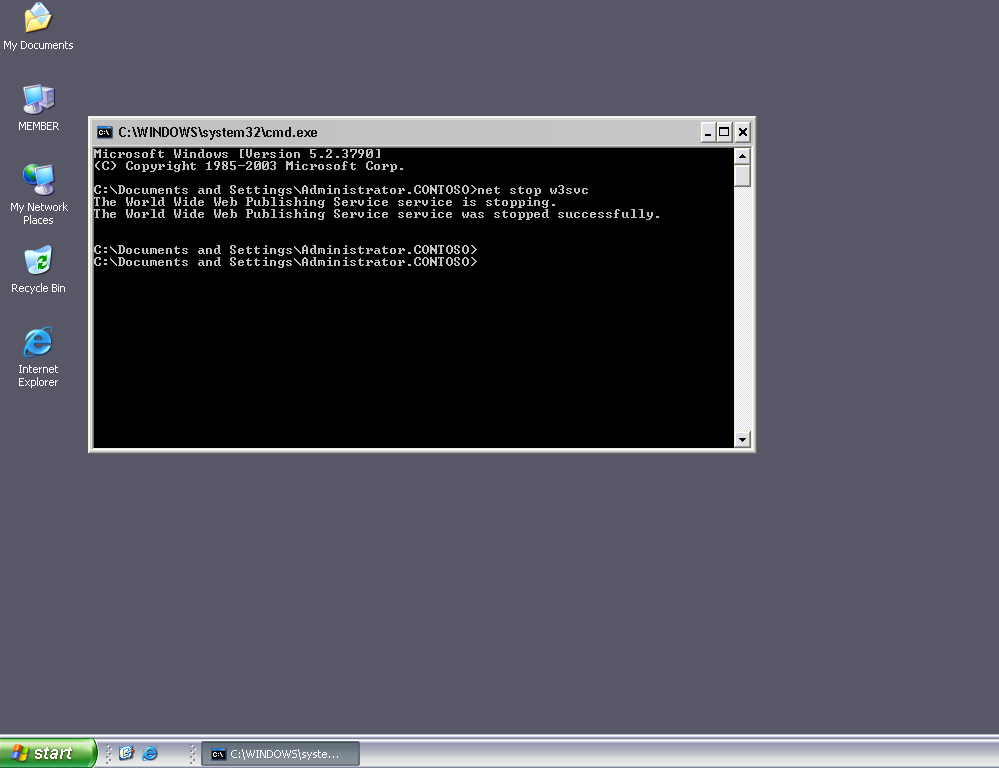 My Documents
MEMBER
My Network
Places
Recycle Bin
Internet
Explorer
C:\WINDOWS\system32\cmd.exe
Microsoft Windows [Version 5.2.3790]
(C) Copyright 1985-2003 Microsoft Corp.
C:\Documents and Settings\Administrator.CONTOSO>net stop w3svc
The World Wide Web Publishing Service service is stopping.
The World Wide Web Publishing Service service was stopped successfully.
C:\Documents and Settings\Administrator.CONTOSO>
C:\Documents and Settings\Administrator.CONTOSO>
start
C:\WINDOWS\syste...